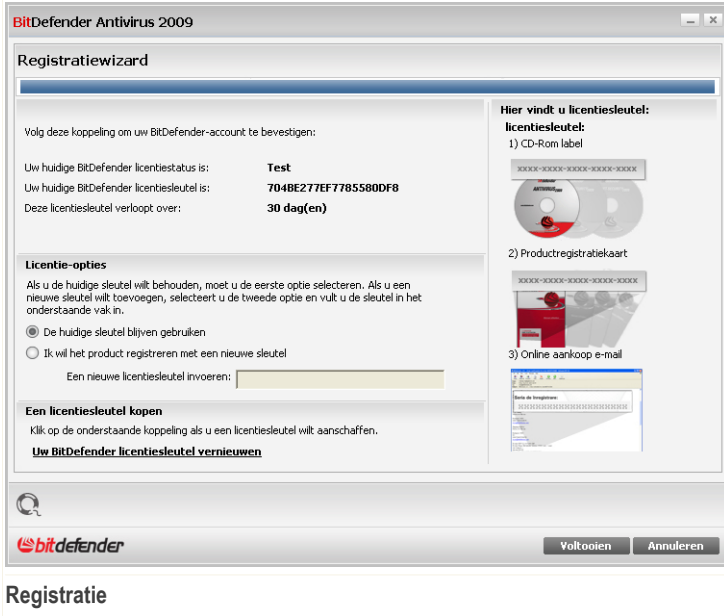 BitDefender Antivirus 2009
Registratiewizard
Volg deze koppeling om uw BitDefender-account te bevestigen:
Uw huidige BitDefender licentiestatus is: Test
Uw huidige BitDefender licentiesleutel is: 704BE277EF7785580DF8
Deze licentiesleutel verloopt over: 30 dag(en)
Licentie-opties
Als u de huidige sleutel wilt behouden, moet u de eerste optie selecteren. Als u een
nieuwe sleutel wilt toevoegen, selecteert u de tweede optie en vult u de sleutel in het
onderstaande vak in.
De huidige sleutel blijven gebruiken
Ik wil het product registreren met een nieuwe sleutel
Een nieuwe licentiesleutel invoeren:
Een licentiesleutel kopen
Klik op de onderstaande koppeling als u een licentiesleutel wilt aanschaffen.
Uw BitDefender licentiesleutel vernieuwen
Hier vindt u licentiesleutel:
licentiesleutel:
1) CD-Rom label
XXXX-XXXX-XXXX-XXXX-XXXX
ANTIVIRUS
2) Productregistratiekaart
XXXX-XXXX-XXXX-XXXX-XXXX
3) Online aankoop e-mail
Date de Inregistrare:
XXXXXXXXXXXXXXXXXXXX
bitdefender
Voltooien Annuleren
Registratie